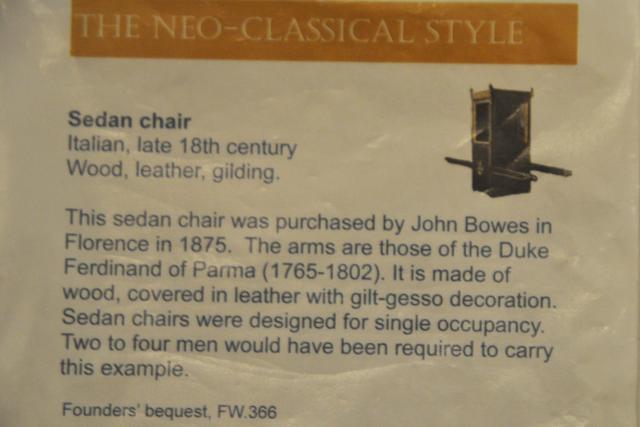 THE NEO-CLASSICAL STYLE
Sedan chair
Italian, late 18th century
Wood, leather, gilding.
This sedan chair was purchased by John Bowes in
Florence in 1875. The arms are those of the Duke
Ferdinand of Parma (1765-1802). It is made of
wood, covered in leather with gilt-gesso decoration.
Sedan chairs were designed for single occupancy.
Two to four men would have been required to carry
this example.
Founders' bequest, FW.366